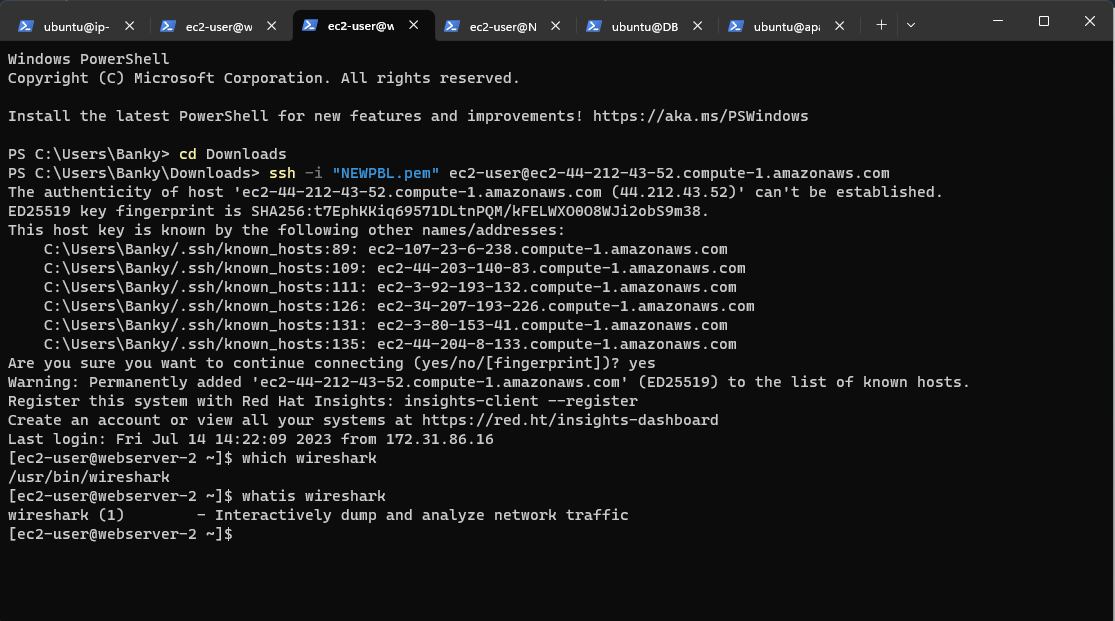 ubuntu@ip-
ec2-user@w
ec2-user@w
ec2-user@N
ubuntu@DB
ubuntu@apa
Windows PowerShell
Copyright (C) Microsoft Corporation. All rights reserved.
Install the latest PowerShell for new features and improvements! https://aka.ms/PSWindows
PS C:\Users\Banky> cd Downloads
PS C:\Users\Banky\Downloads> ssh -i "NEWPBL.pem" ec2-user@ec2-44-212-43-52.compute-1.amazonaws.com
The authenticity of host 'ec2-44-212-43-52.compute-1.amazonaws.com (44.212.43.52)' can't be established.
ED25519 key fingerprint is SHA256:t7EphKKiq69571DLtnPQM/kFELWXO0O8WJi2obS9m38.
This host key is known by the following other names/addresses:
C:\Users\Banky/.ssh/known_hosts:89: ec2-107-23-6-238.compute-1.amazonaws.com
C:\Users\Banky/.ssh/known_hosts:109: ec2-44-203-140-83.compute-1.amazonaws.com
C:\Users\Banky/.ssh/known_hosts:111: ec2-3-92-193-132.compute-1.amazonaws.com
C:\Users\Banky/.ssh/known_hosts:126: ec2-34-207-193-226.compute-1.amazonaws.com
C:\Users\Banky/.ssh/known_hosts:131: ec2-3-80-153-41.compute-1.amazonaws.com
C:\Users\Banky/.ssh/known_hosts:135: ec2-44-204-8-133.compute-1.amazonaws.com
Are you sure you want to continue connecting (yes/no/[fingerprint])? yes
Warning: Permanently added 'ec2-44-212-43-52.compute-1.amazonaws.com' (ED25519) to the list of known hosts.
Register this system with Red Hat Insights: insights-client --register
Create an account or view all your systems at https://red.ht/insights-dashboard
Last login: Fri Jul 14 14:22:09 2023 from 172.31.86.16
[ec2-user@webserver-2 ~]$ which wireshark
/usr/bin/wireshark
[ec2-user@webserver-2 ~]$ whatis wireshark
wireshark (1)        - Interactively dump and analyze network traffic
[ec2-user@webserver-2 ~]$